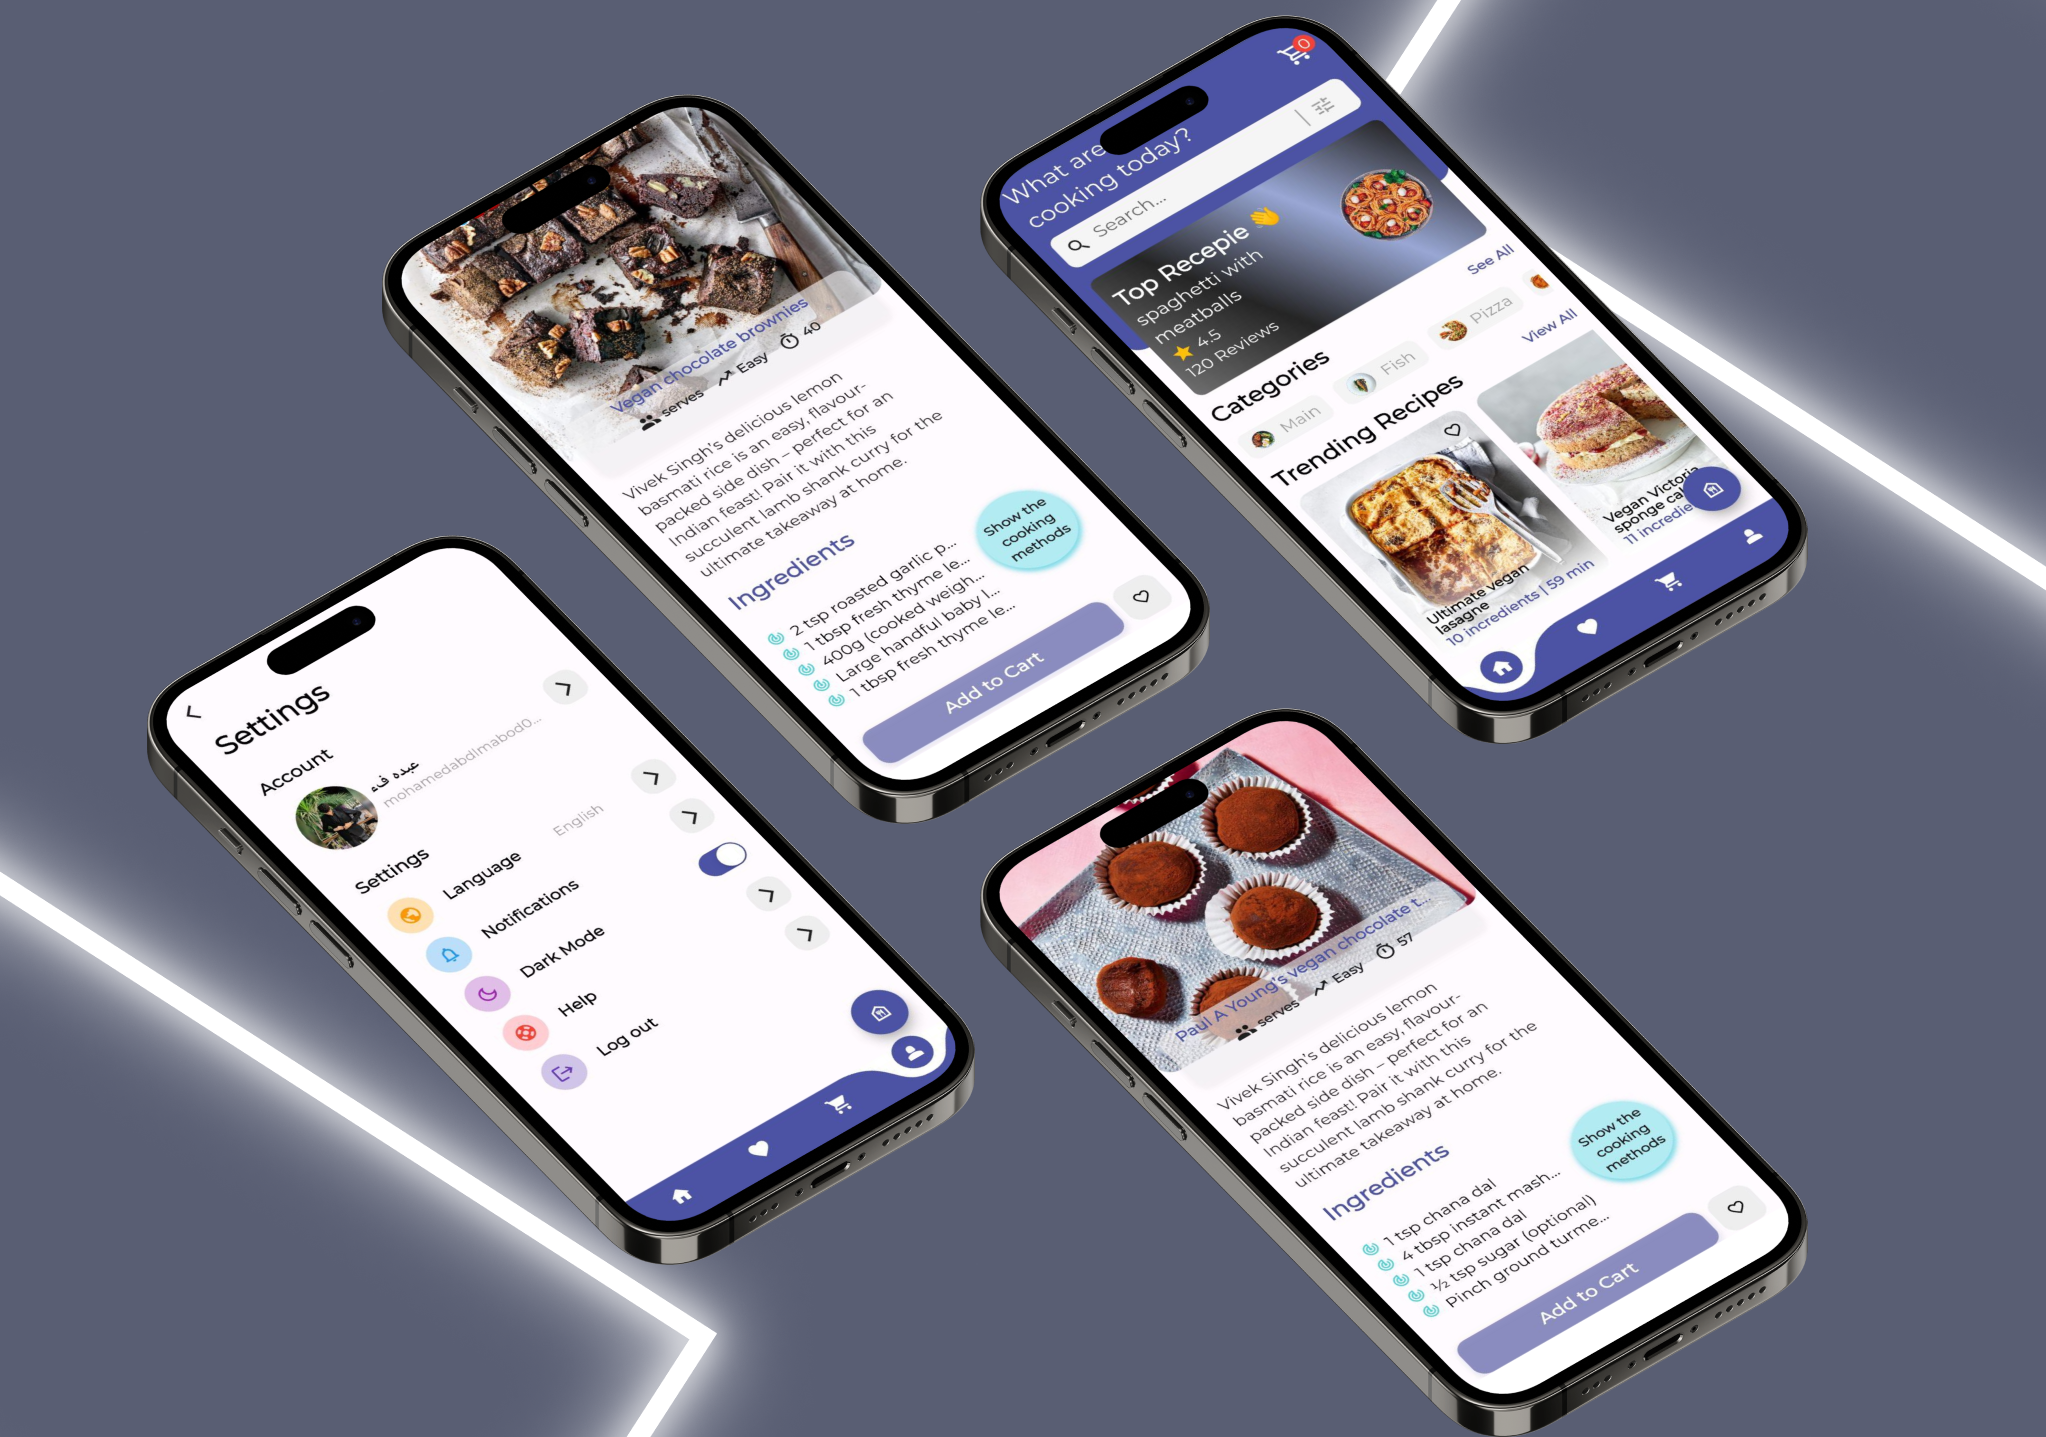 Vegan chocolate brownies
serves Easy 40
Vivek Singh's delicious lemon
basmati rice is an easy, flavour-
packed side dish – perfect for an
Indian feast! Pair it with this
succulent lamb shank curry for the
ultimate takeaway at home.
Ingredients
Show the
cooking
methods
2 tsp roasted garlic p...
1 tbsp fresh thyme le...
400g (cooked weigh...
Large handful baby l...
1 tbsp fresh thyme le...
Add to Cart
0
What are
cooking today?
Search...
Top Recepie 👋
spaghetti with
meatballs
4.5
120 Reviews
Categories
See All
Main
Fish
Pizza
Trending Recipes
View All
Ultimate vegan
lasagne
10 incredients | 59 min
Vegan Victoria
sponge ca
11 incredie
Settings
Account
عبده فء
mohamedabdlmabod0...
Settings
Language
English
Notifications
Dark Mode
Help
Log out
Paul A Young's vegan chocolate t...
serves Easy 57
Vivek Singh's delicious lemon
basmati rice is an easy, flavour-
packed side dish – perfect for an
Indian feast! Pair it with this
succulent lamb shank curry for the
ultimate takeaway at home.
Ingredients
Show the
cooking
methods
1 tsp chana dal
4 tbsp instant mash...
1 tsp chana dal
½ tsp sugar (optional)
Pinch ground turme...
Add to Cart